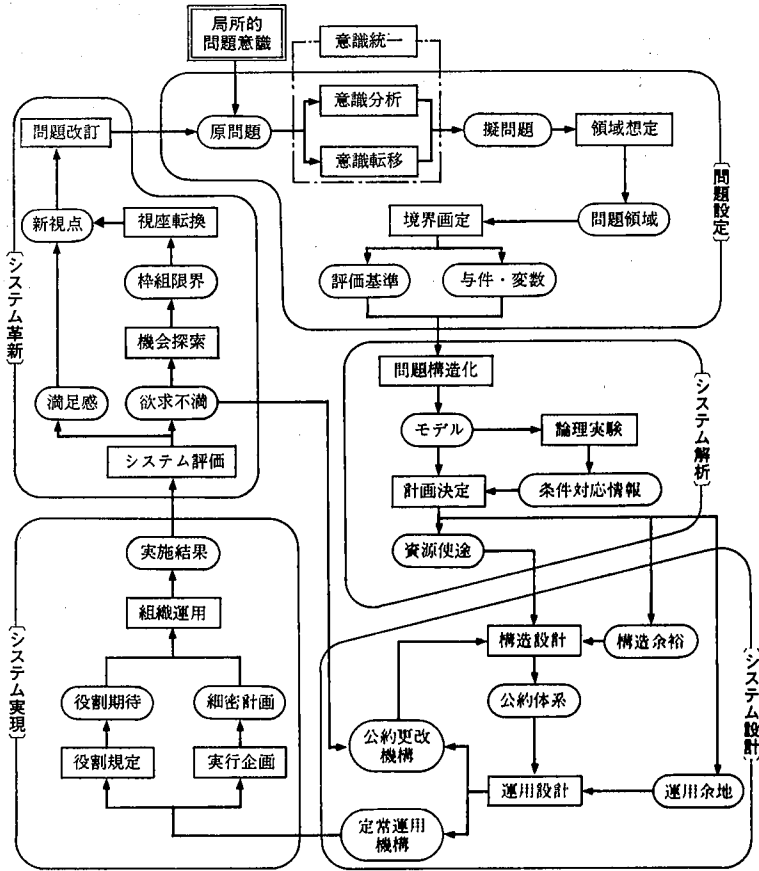 局所的
問題意識
意識統一
意識分析
意識転移
原問題
擬問題
領域想定
問題領域
境界画定
評価基準
与件・変数
問題設定
問題改訂
新視点
視座転換
枠組限界
機会探索
満足感
欲求不満
システム評価
システム革新
問題構造化
モデル
論理実験
計画決定
条件対応情報
資源使途
システム解析
実施結果
組織運用
役割期待
細密計画
役割規定
実行企画
システム実現
構造設計
構造余裕
公約体系
公約更改
機構
運用設計
運用余地
定常運用
機構
システム設計